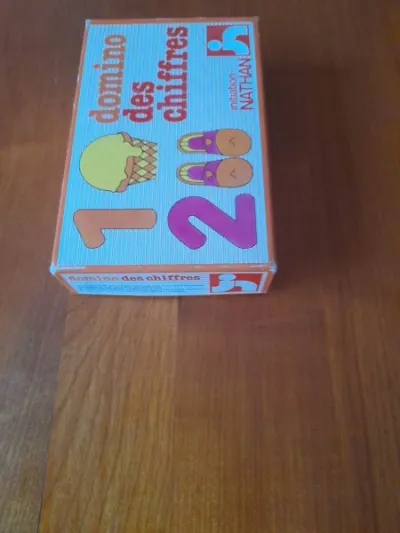 domino
des
chiffres
initiation
NATHAN
1
2
domino des chiffres